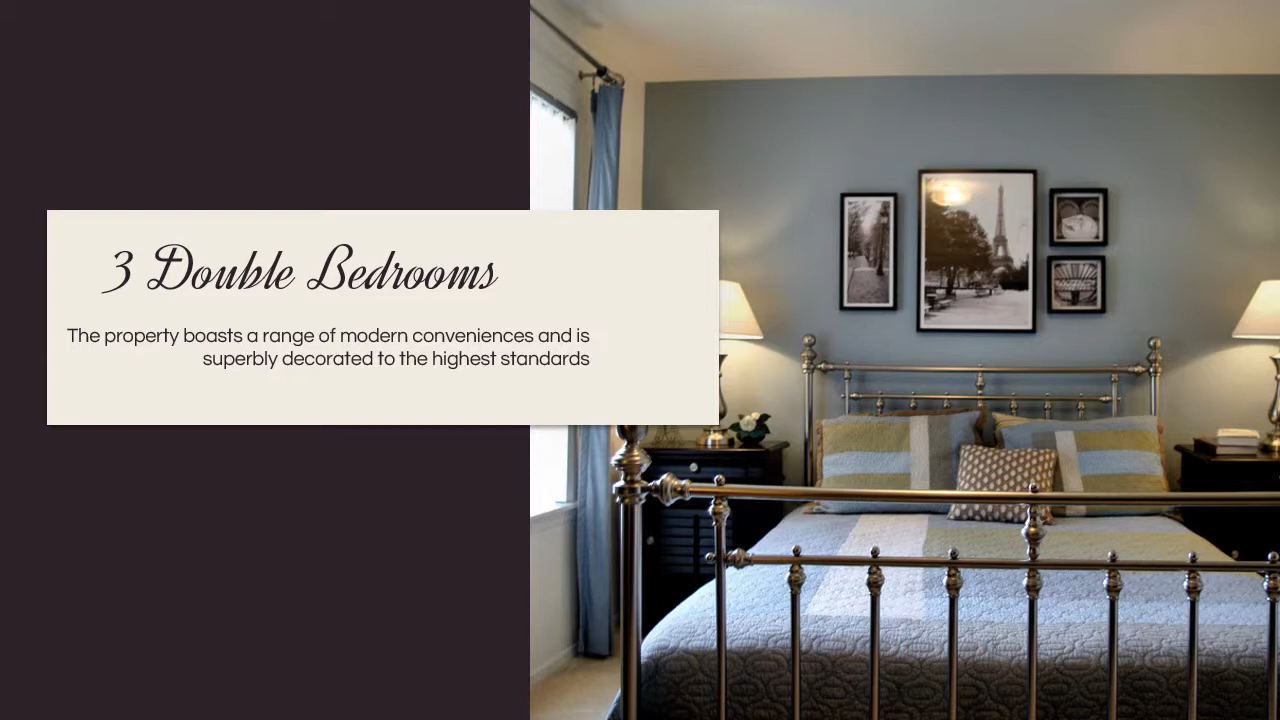 3 Double Bedrooms
The property boasts a range of modern conveniences and is
superbly decorated to the highest standards